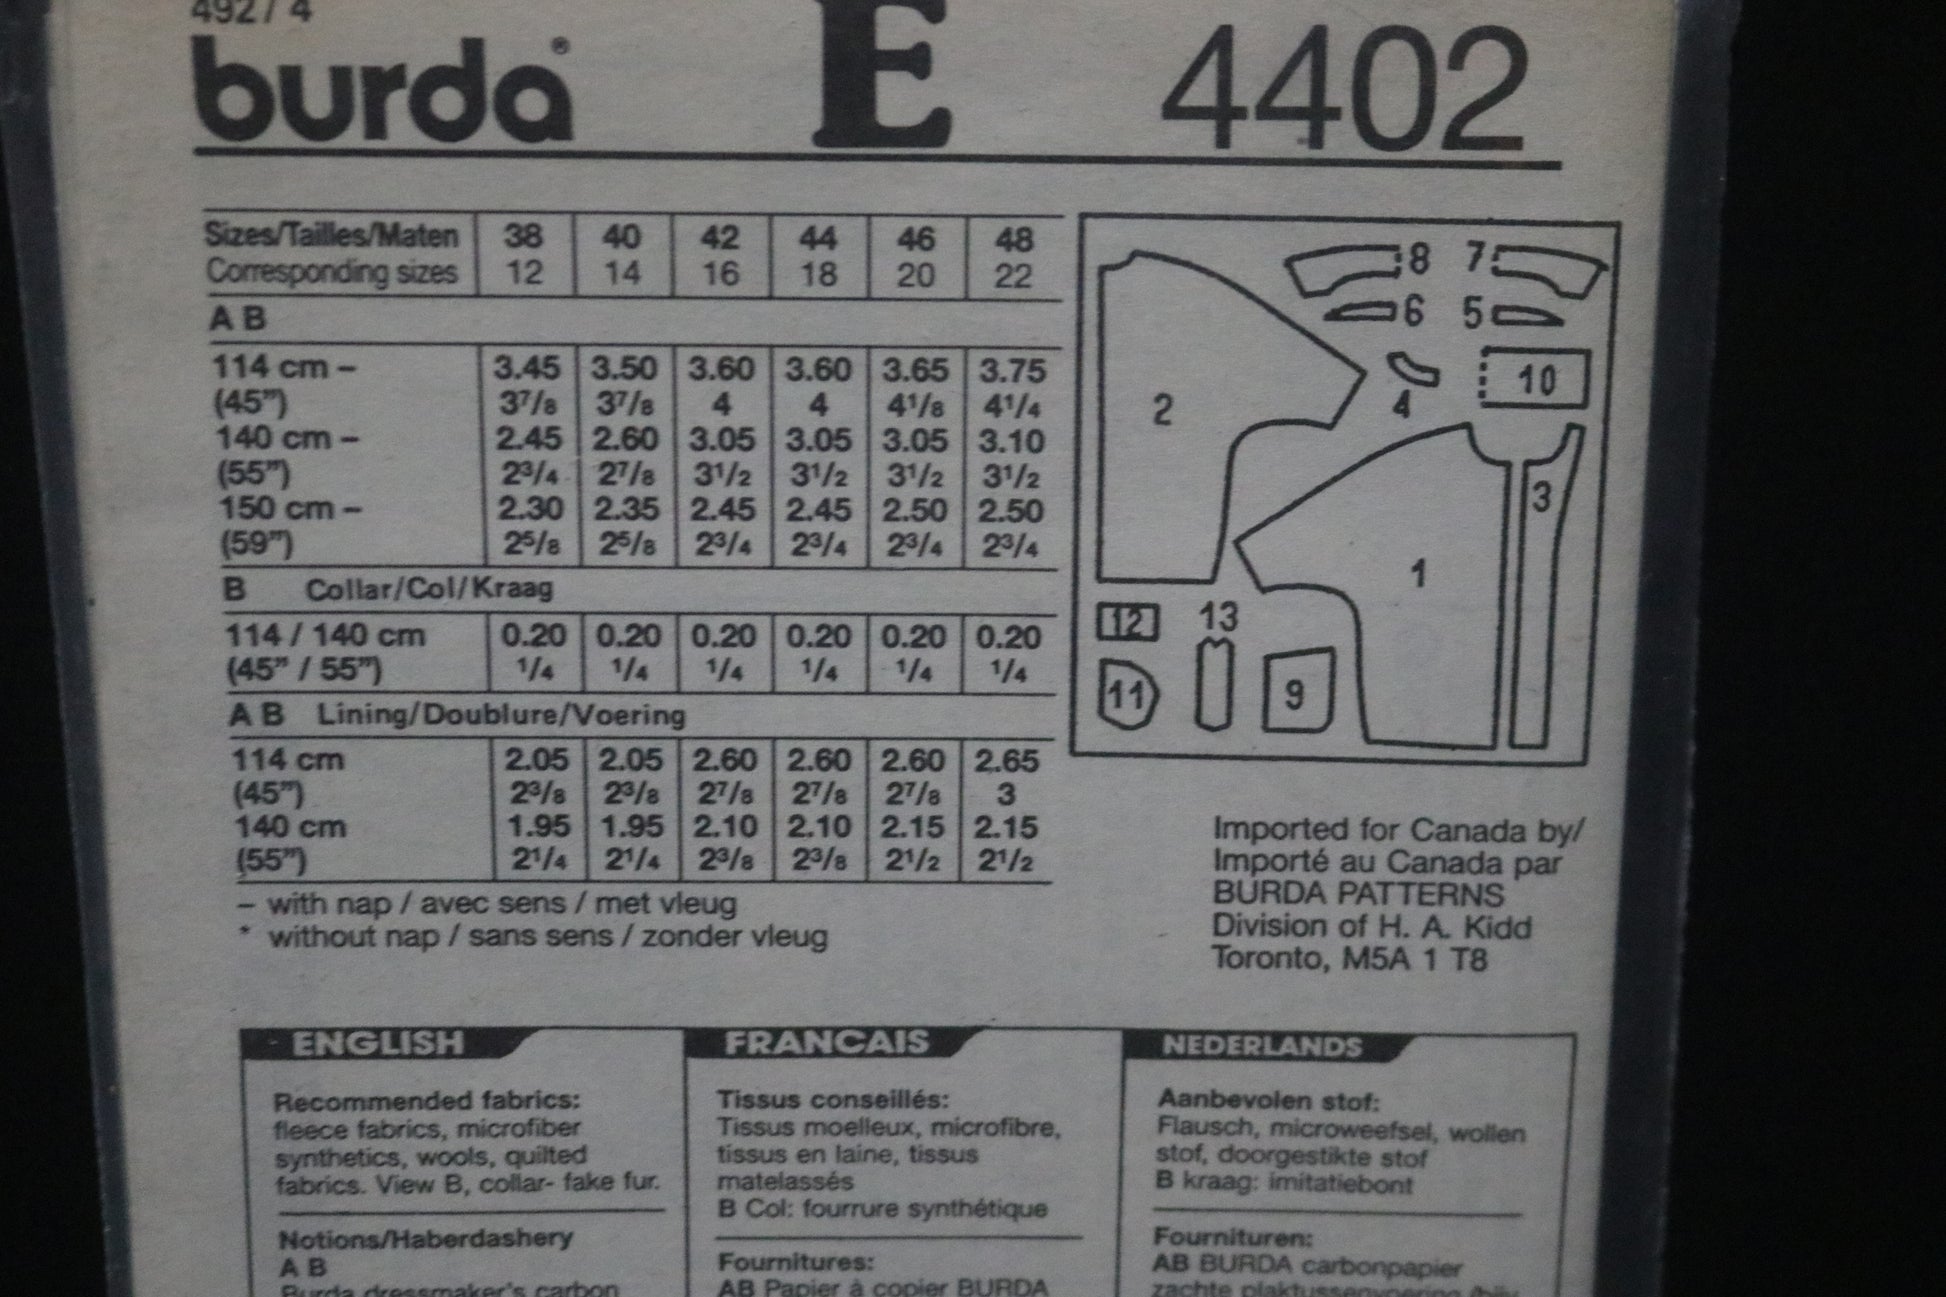 492 / 4
burda® E 4402
Sizes/Tailles/Maten 38 40 42 44 46 48
Corresponding sizes 12 14 16 18 20 22
A B
114 cm – 3.45 3.50 3.60 3.60 3.65 3.75
(45") 3⁷/₈ 3⁷/₈ 4 4 4¹/₈ 4¹/₄
140 cm – 2.45 2.60 3.05 3.05 3.05 3.10
(55") 2³/₄ 2⁷/₈ 3¹/₂ 3¹/₂ 3¹/₂ 3¹/₂
150 cm – 2.30 2.35 2.45 2.45 2.50 2.50
(59") 2⁵/₈ 2⁵/₈ 2³/₄ 2³/₄ 2³/₄ 2³/₄
B Collar/Col/Kraag
114 / 140 cm 0.20 0.20 0.20 0.20 0.20 0.20
(45" / 55") ¹/₄ ¹/₄ ¹/₄ ¹/₄ ¹/₄ ¹/₄
A B Lining/Doublure/Voering
114 cm 2.05 2.05 2.60 2.60 2.60 2.65
(45") 2³/₈ 2³/₈ 2⁷/₈ 2⁷/₈ 2⁷/₈ 3
140 cm 1.95 1.95 2.10 2.10 2.15 2.15
(55") 2¹/₄ 2¹/₄ 2³/₈ 2³/₈ 2¹/₂ 2¹/₂
– with nap / avec sens / met vleug
* without nap / sans sens / zonder vleug
8 7
6 5
10
2 4
3
1
12 13
11 9
Imported for Canada by/
Importé au Canada par
BURDA PATTERNS
Division of H. A. Kidd
Toronto, M5A 1 T8
ENGLISH
Recommended fabrics:
fleece fabrics, microfiber
synthetics, wools, quilted
fabrics. View B, collar- fake fur.
Notions/Haberdashery
A B
Burda dressmaker's carbon
FRANCAIS
Tissus conseillés:
Tissus moelleux, microfibre,
tissus en laine, tissus
matelassés
B Col: fourrure synthétique
Fournitures:
AB Papier à copier BURDA
NEDERLANDS
Aanbevolen stof:
Flausch, microweefsel, wollen
stof, doorgestikte stof
B kraag: imitatiebont
Fournituren:
AB BURDA carbonpapier
zachte